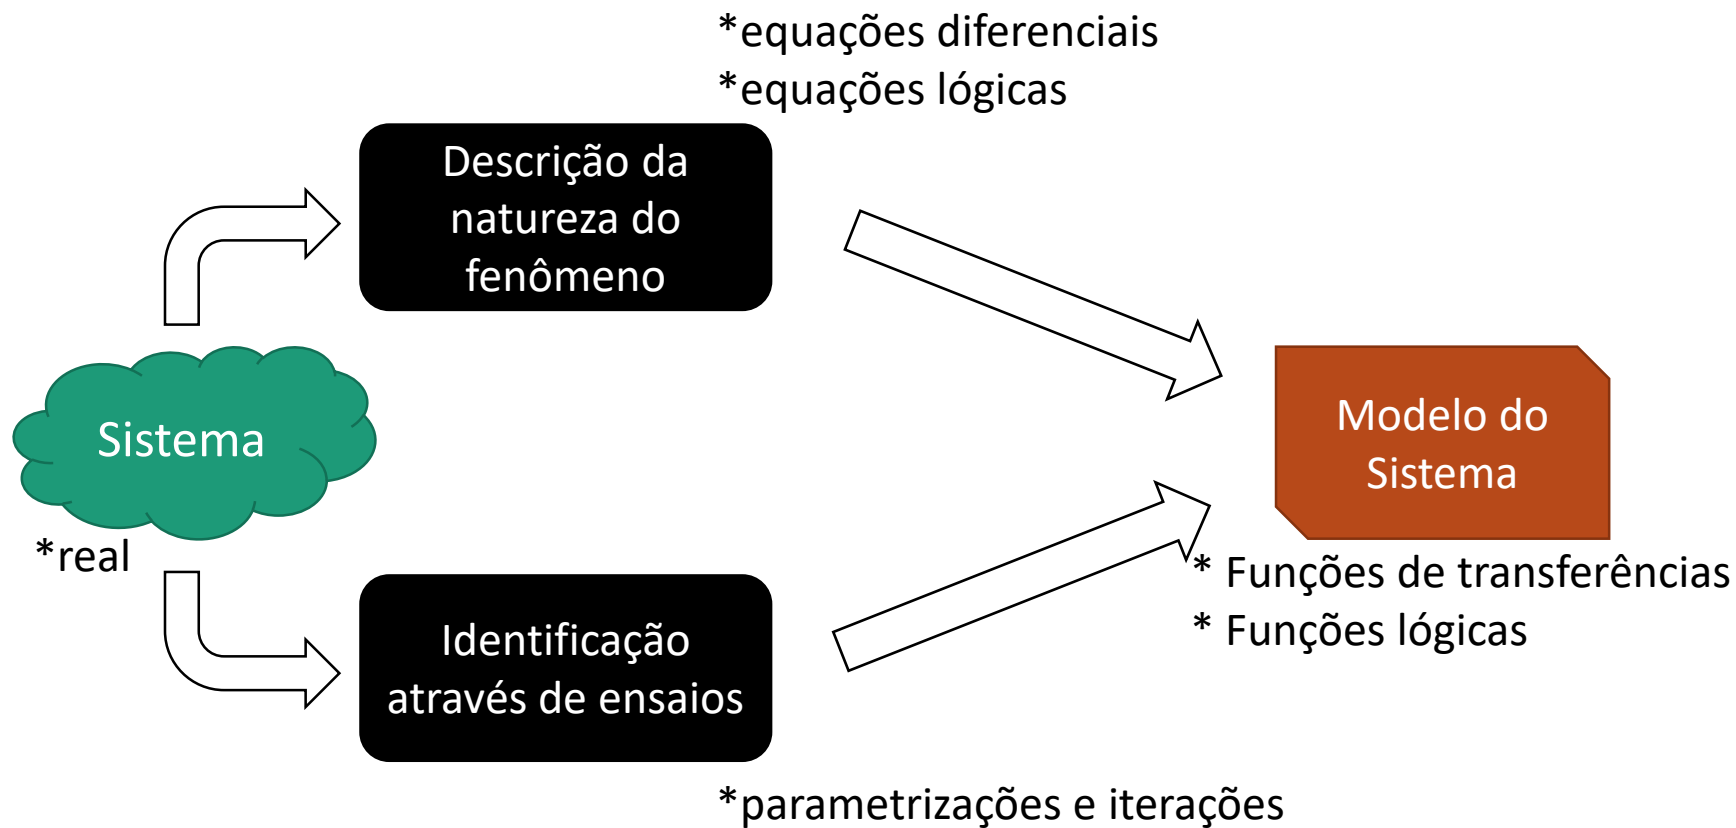 *equações diferenciais
*equações lógicas
Descrição da
natureza do
fenômeno
Sistema
*real
Modelo do
Sistema
* Funções de transferências
* Funções lógicas
Identificação
através de ensaios
*parametrizações e iterações